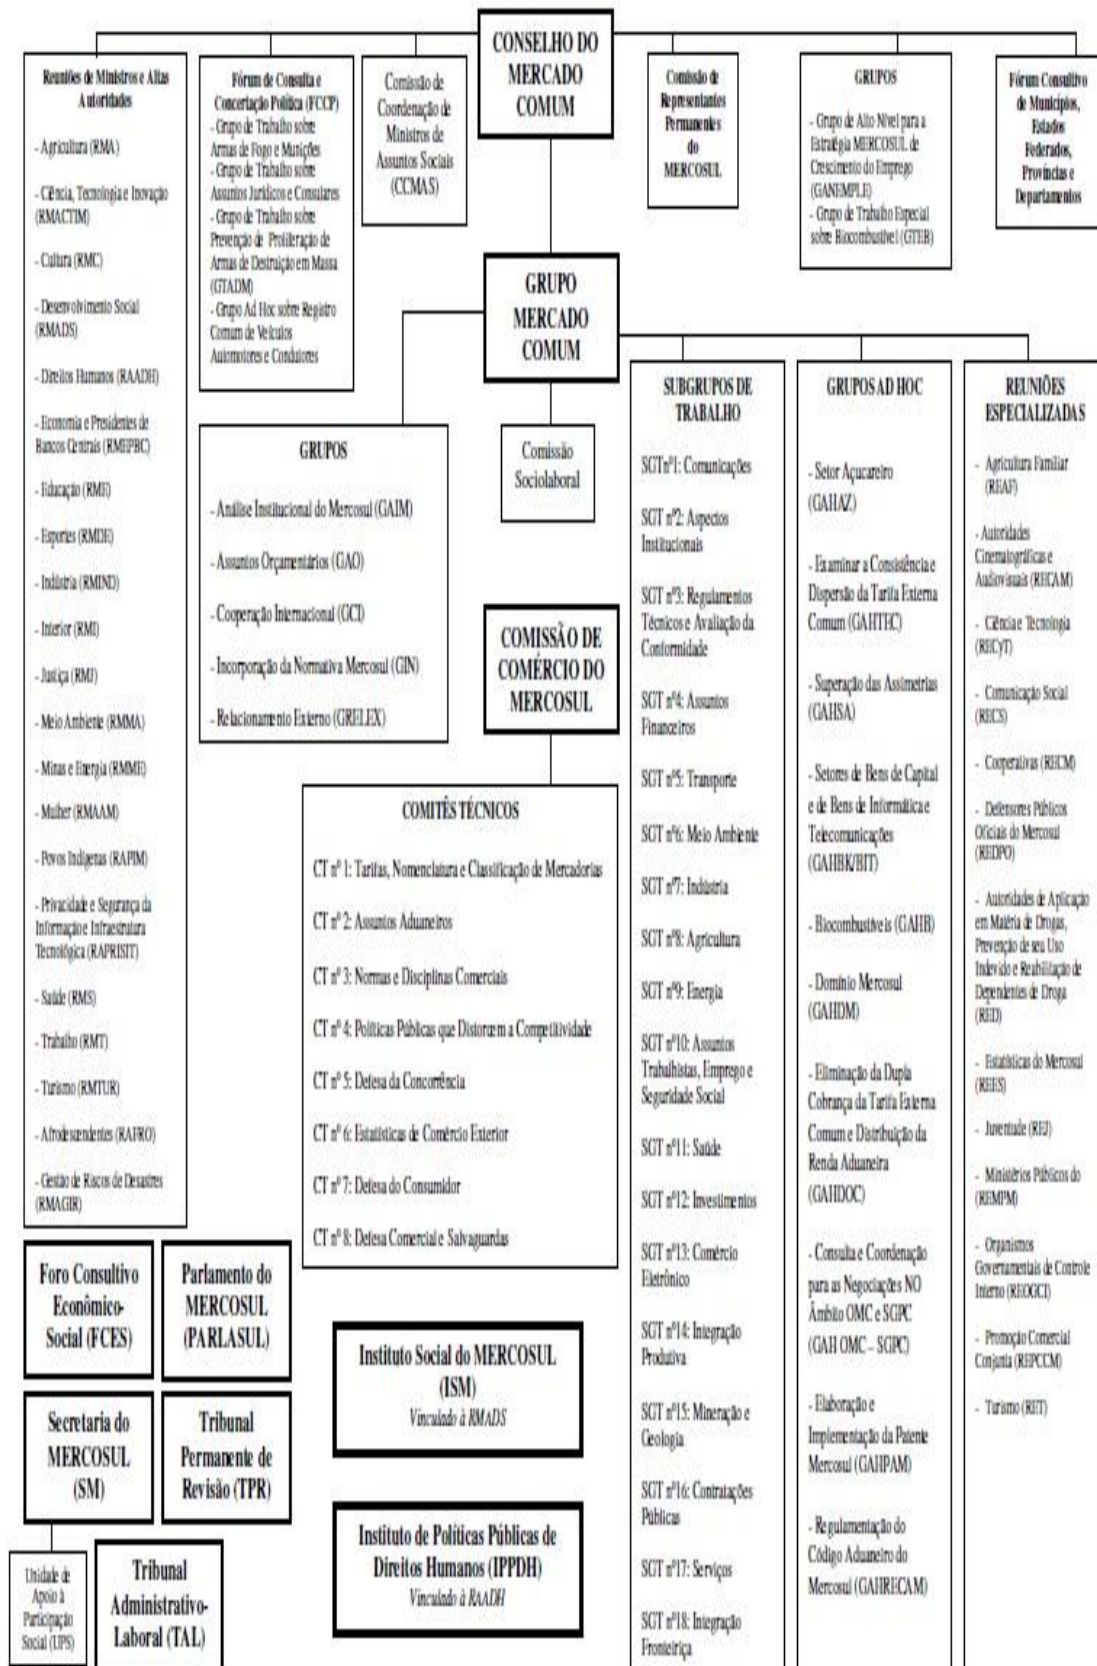 CONSELHO DO
MERCADO
COMUM
Reuniões de Ministros e Altas
Autoridades
- Agricultura (RMA)
- Ciência, Tecnologia e Inovação
(RMACTIM)
- Cultura (RMC)
- Desenvolvimento Social
(RMADS)
- Direitos Humanos (RAADH)
- Economia e Presidentes de
Bancos Centrais (RMEPBC)
- Educação (RME)
- Esportes (RMDE)
- Indústria (RMIND)
- Interior (RMI)
- Justiça (RMJ)
- Meio Ambiente (RMMA)
- Minas e Energia (RMME)
- Mulher (RMAAM)
- Povos Indígenas (RAPIM)
- Privacidade e Segurança da
Informação e Infraestrutura
Tecnológica (RAPRISIT)
- Saúde (RMS)
- Trabalho (RMT)
- Turismo (RMTUR)
- Afrodescendentes (RAFRO)
- Gestão de Riscos de Desastres
(RMAGIR)
Fórum de Consulta e
Concertação Política (FCCP)
- Grupo de Trabalho sobre
Armas de Fogo e Munições
- Grupo de Trabalho sobre
Assuntos Jurídicos e Consulares
- Grupo de Trabalho sobre
Prevenção de Proliferação de
Armas de Destruição em Massa
(GTADM)
- Grupo Ad Hoc sobre Registro
Comum de Veículos
Automotores e Condutores
Comissão de
Coordenação de
Ministros de
Assuntos Sociais
(CCMAS)
Comissão de
Representantes
Permanentes
do
MERCOSUL
GRUPOS
- Grupo de Alto Nível para a
Estratégia MERCOSUL de
Crescimento do Emprego
(GANEMPLE)
- Grupo de Trabalho Especial
sobre Biocombustível (GTEB)
Fórum Consultivo
de Municípios,
Estados
Federados,
Províncias e
Departamentos
GRUPO
MERCADO
COMUM
GRUPOS
- Análise Institucional do Mercosul (GAIM)
- Assuntos Orçamentários (GAO)
- Cooperação Internacional (GCI)
- Incorporação da Normativa Mercosul (GIN)
- Relacionamento Externo (GRELEX)
Comissão
Sociolaboral
SUBGRUPOS DE
TRABALHO
SGTnº1: Comunicações
SGT nº2: Aspectos
Institucionais
SGT nº3: Regulamentos
Técnicos e Avaliação da
Conformidade
SGT nº4: Assuntos
Financeiros
SGT nº5: Transporte
SGT nº6: Meio Ambiente
SGT nº7: Indústria
SGT nº8: Agricultura
SGT nº9: Energia
SGT nº10: Assuntos
Trabalhistas, Emprego e
Seguridade Social
SGT nº11: Saúde
SGT nº12: Investimentos
SGT nº13: Comércio
Eletrônico
SGT nº14: Integração
Produtiva
SGT nº15: Mineração e
Geologia
SGT nº16: Contratações
Públicas
SGT nº17: Serviços
SGT nº18: Integração
Fronteiriça
GRUPOS AD HOC
- Setor Açucareiro
(GAHAZ)
- Examinar a Consistência e
Dispersão da Tarifa Externa
Comum (GAHTEC)
- Superação das Assimetrias
(GAHSA)
- Setores de Bens de Capital
e de Bens de Informática e
Telecomunicações
(GAHBK/BIT)
- Biocombustíveis (GAHB)
- Domínio Mercosul
(GAHDM)
- Eliminação da Dupla
Cobrança da Tarifa Externa
Comum e Distribuição da
Renda Aduaneira
(GAHDOC)
- Consulta e Coordenação
para as Negociações NO
Âmbito OMC e SGPC
(GAH OMC – SGPC)
- Elaboração e
Implementação da Patente
Mercosul (GAHPAM)
- Regulamentação do
Código Aduaneiro do
Mercosul (GAHRECAM)
REUNIÕES
ESPECIALIZADAS
- Agricultura Familiar
(REAF)
- Autoridades
Cinematográficas e
Audiovisuais (RECAM)
- Ciência e Tecnologia
(RECyT)
- Comunicação Social
(RECS)
- Cooperativas (RECM)
- Defensores Públicos
Oficiais do Mercosul
(REDPO)
- Autoridades de Aplicação
em Matéria de Drogas,
Prevenção de seu Uso
Indevido e Reabilitação de
Dependentes de Droga
(RED)
- Estatísticas do Mercosul
(REES)
- Juventude (REJ)
- Ministérios Públicos do
(REMPM)
- Organismos
Governamentais de Controle
Interno (REOGCI)
- Promoção Comercial
Conjunta (REPCCM)
- Turismo (RET)
COMISSÃO DE
COMÉRCIO DO
MERCOSUL
COMITÊS TÉCNICOS
CT nº 1: Tarifas, Nomenclatura e Classificação de Mercadorias
CT nº 2: Assuntos Aduaneiros
CT nº 3: Normas e Disciplinas Comerciais
CT nº 4: Políticas Públicas que Distorcem a Competitividade
CT nº 5: Defesa da Concorrência
CT nº 6: Estatísticas de Comércio Exterior
CT nº 7: Defesa do Consumidor
CT nº 8: Defesa Comercial e Salvaguardas
Foro Consultivo
Econômico-
Social (FCES)
Parlamento do
MERCOSUL
(PARLASUL)
Secretaria do
MERCOSUL
(SM)
Tribunal
Permanente de
Revisão (TPR)
Unidade de
Apoio à
Participação
Social (UPS)
Tribunal
Administrativo-
Laboral (TAL)
Instituto Social do MERCOSUL
(ISM)
Vinculado à RMADS
Instituto de Políticas Públicas de
Direitos Humanos (IPPDH)
Vinculado à RAADH